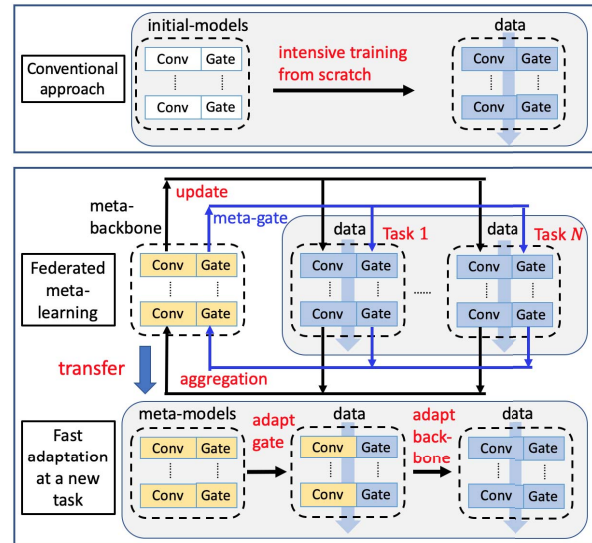 initial-models
data
Conventional
approach
Conv Gate
Conv Gate
intensive training
from scratch
Conv Gate
Conv Gate
update
meta-
backbone
meta-gate
data
Task 1
data
Task N
Federated
meta-
learning
Conv Gate
Conv Gate
Conv Gate
Conv Gate
......
Conv Gate
Conv Gate
transfer
aggregation
Fast
adaptation
at a new
task
meta-models
Conv Gate
Conv Gate
adapt
gate
data
Conv Gate
Conv Gate
adapt
back-
bone
data
Conv Gate
Conv Gate